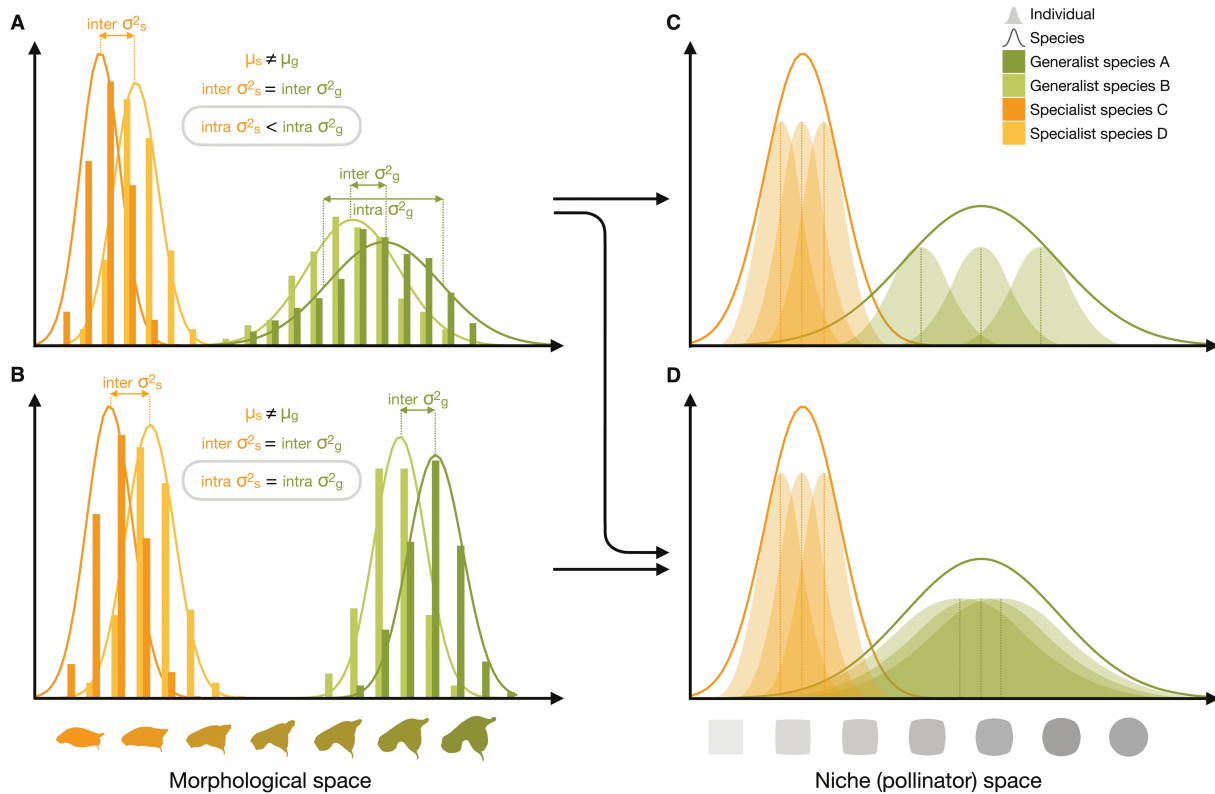 A
inter σ²s
μs ≠ μg
inter σ²s = inter σ²g
intra σ²s < intra σ²g
inter σ²g
intra σ²g
C
Individual
Species
Generalist species A
Generalist species B
Specialist species C
Specialist species D
B
inter σ²s
μs ≠ μg
inter σ²s = inter σ²g
intra σ²s = intra σ²g
inter σ²g
D
Morphological space
Niche (pollinator) space